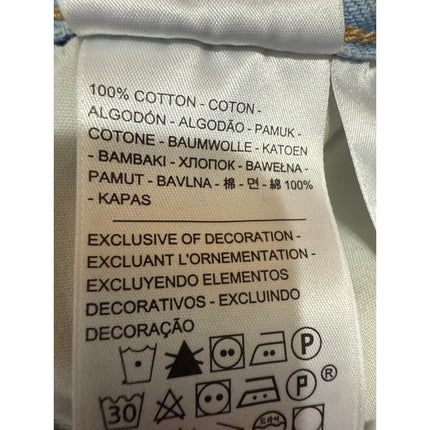 100% COTTON - COTON -
ALGODÓN - ALGODÃO - PAMUK -
COTONE - BAUMWOLLE - KATOEN
- BAMBAKI - ХЛОПОК - BAWEŁNA -
PAMUT - BAVLNA - 棉 - 면 - 綿 100%
- KAPAS
EXCLUSIVE OF DECORATION -
EXCLUANT L'ORNEMENTATION -
EXCLUYENDO ELEMENTOS
DECORATIVOS - EXCLUINDO
DECORAÇÃO
P
30 P ®